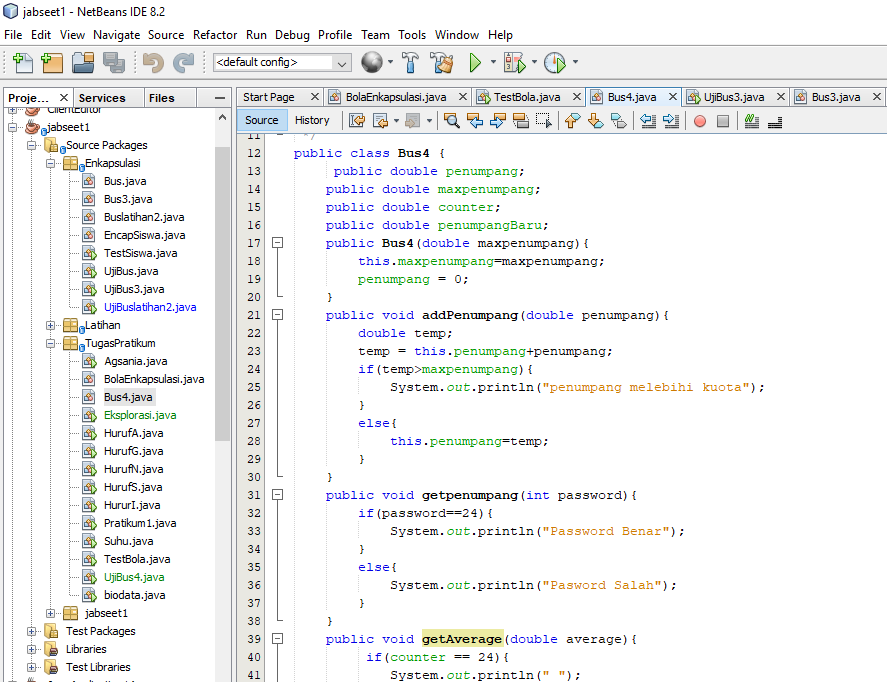 jabseet1 - NetBeans IDE 8.2
File Edit View Navigate Source Refactor Run Debug Profile Team Tools Window Help
<default config>
Proje... Services Files
Start Page BolaEnkapsulasi.java TestBola.java Bus4.java UjiBus3.java Bus3.java
Source History
ClientEditor
jabseet1
Source Packages
Enkapsulasi
Bus.java
Bus3.java
Buslatihan2.java
EncapSiswa.java
TestSiswa.java
UjiBus.java
UjiBus3.java
UjiBuslatihan2.java
Latihan
TugasPratikum
Agsania.java
BolaEnkapsulasi.java
Bus4.java
Eksplorasi.java
HurufA.java
HurufG.java
HurufN.java
HurufS.java
HururI.java
Pratikum1.java
Suhu.java
TestBola.java
UjiBus4.java
biodata.java
jabseet1
Test Packages
Libraries
Test Libraries
11 */
12 public class Bus4 {
13 public double penumpang;
14 public double maxpenumpang;
15 public double counter;
16 public double penumpangBaru;
17 public Bus4(double maxpenumpang){
18 this.maxpenumpang=maxpenumpang;
19 penumpang = 0;
20 }
21 public void addPenumpang(double penumpang){
22 double temp;
23 temp = this.penumpang+penumpang;
24 if(temp>maxpenumpang){
25 System.out.println("penumpang melebihi kuota");
26 }
27 else{
28 this.penumpang=temp;
29 }
30 }
31 public void getpenumpang(int password){
32 if(password==24){
33 System.out.println("Password Benar");
34 }
35 else{
36 System.out.println("Pasword Salah");
37 }
38 }
39 public void getAverage(double average){
40 if(counter == 24){
41 System.out.println(" ");